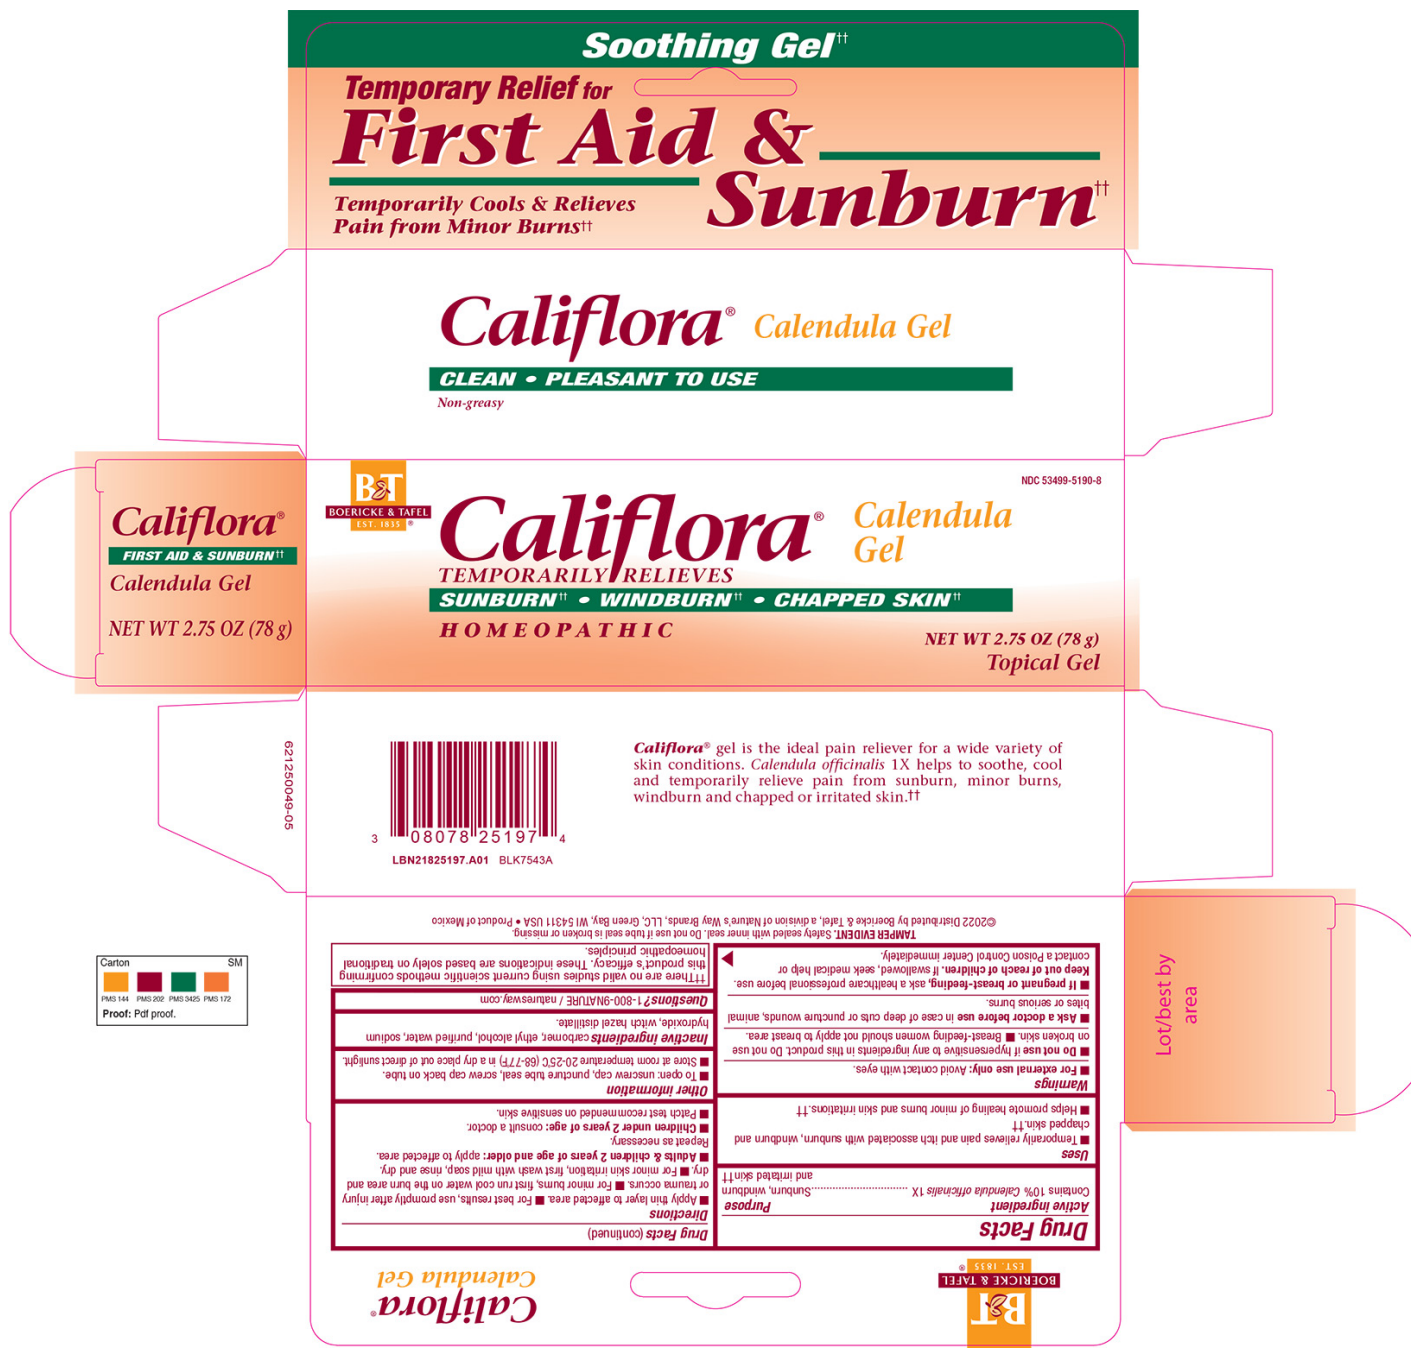 Soothing Gel††
Temporary Relief for
First Aid &
Sunburn††
Temporarily Cools & Relieves
Pain from Minor Burns††
Califlora® Calendula Gel
CLEAN • PLEASANT TO USE
Non-greasy
Califlora®
FIRST AID & SUNBURN††
Calendula Gel
NET WT 2.75 OZ (78 g)
B&T
BOERICKE & TAFEL
EST. 1835 ®
NDC 53499-5190-8
Califlora®
Calendula
Gel
TEMPORARILY RELIEVES
SUNBURN†† • WINDBURN†† • CHAPPED SKIN††
HOMEOPATHIC
NET WT 2.75 OZ (78 g)
Topical Gel
621250049-05
3 08078 25197 4
LBN21825197.A01 BLK7543A
Califlora® gel is the ideal pain reliever for a wide variety of
skin conditions. Calendula officinalis 1X helps to soothe, cool
and temporarily relieve pain from sunburn, minor burns,
windburn and chapped or irritated skin.††
Carton SM
PMS 144 PMS 202 PMS 3425 PMS 172
Proof: Pdf proof.
Lot/best by
area
B&T
BOERICKE & TAFEL
EST. 1835 ®
Califlora®
Calendula Gel
Drug Facts
Active ingredient Purpose
Contains 10% Calendula officinalis 1X ..............................Sunburn, windburn
and irritated skin††
Uses
■ Temporarily relieves pain and itch associated with sunburn, windburn and
chapped skin.††
■ Helps promote healing of minor burns and skin irritations.††
Warnings
■ For external use only: Avoid contact with eyes.
■ Do not use if hypersensitive to any ingredients in this product. Do not use
on broken skin. ■ Breast-feeding women should not apply to breast area.
■ Ask a doctor before use in case of deep cuts or puncture wounds, animal
bites or serious burns.
■ If pregnant or breast-feeding, ask a healthcare professional before use.
Keep out of reach of children. If swallowed, seek medical help or
contact a Poison Control Center immediately.
Drug Facts (continued)
Directions
■ Apply thin layer to affected area. ■ For best results, use promptly after injury
or trauma occurs. ■ For minor burns, first run cool water on the burn area and
dry. ■ For minor skin irritation, first wash with mild soap, rinse and dry.
■ Adults & children 2 years of age and older: apply to affected area.
Repeat as necessary.
■ Children under 2 years of age: consult a doctor.
■ Patch test recommended on sensitive skin.
Other information
■ To open: unscrew cap, puncture tube seal, screw cap back on tube.
■ Store at room temperature 20-25˚C (68-77˚F) in a dry place out of direct sunlight.
Inactive ingredients carbomer, ethyl alcohol, purified water, sodium
hydroxide, witch hazel distillate.
Questions? 1-800-9NATURE / naturesway.com
††There are no valid studies using current scientific methods confirming
this product's efficacy. These indications are based solely on traditional
homeopathic principles.
TAMPER EVIDENT. Safety sealed with inner seal. Do not use if tube seal is broken or missing.
©2022 Distributed by Boericke & Tafel, a division of Nature's Way Brands, LLC, Green Bay, WI 54311 USA • Product of Mexico